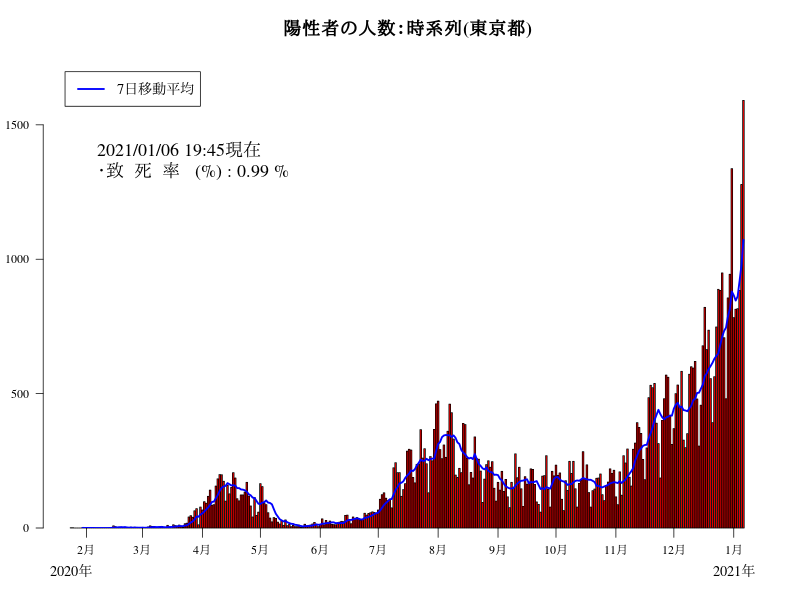 陽性者の人数：時系列(東京都)
7日移動平均
2021/01/06 19:45現在
・致 死 率 (%) : 0.99 %
1500
1000
500
0
2月 3月 4月 5月 6月 7月 8月 9月 10月 11月 12月 1月
2020年 2021年